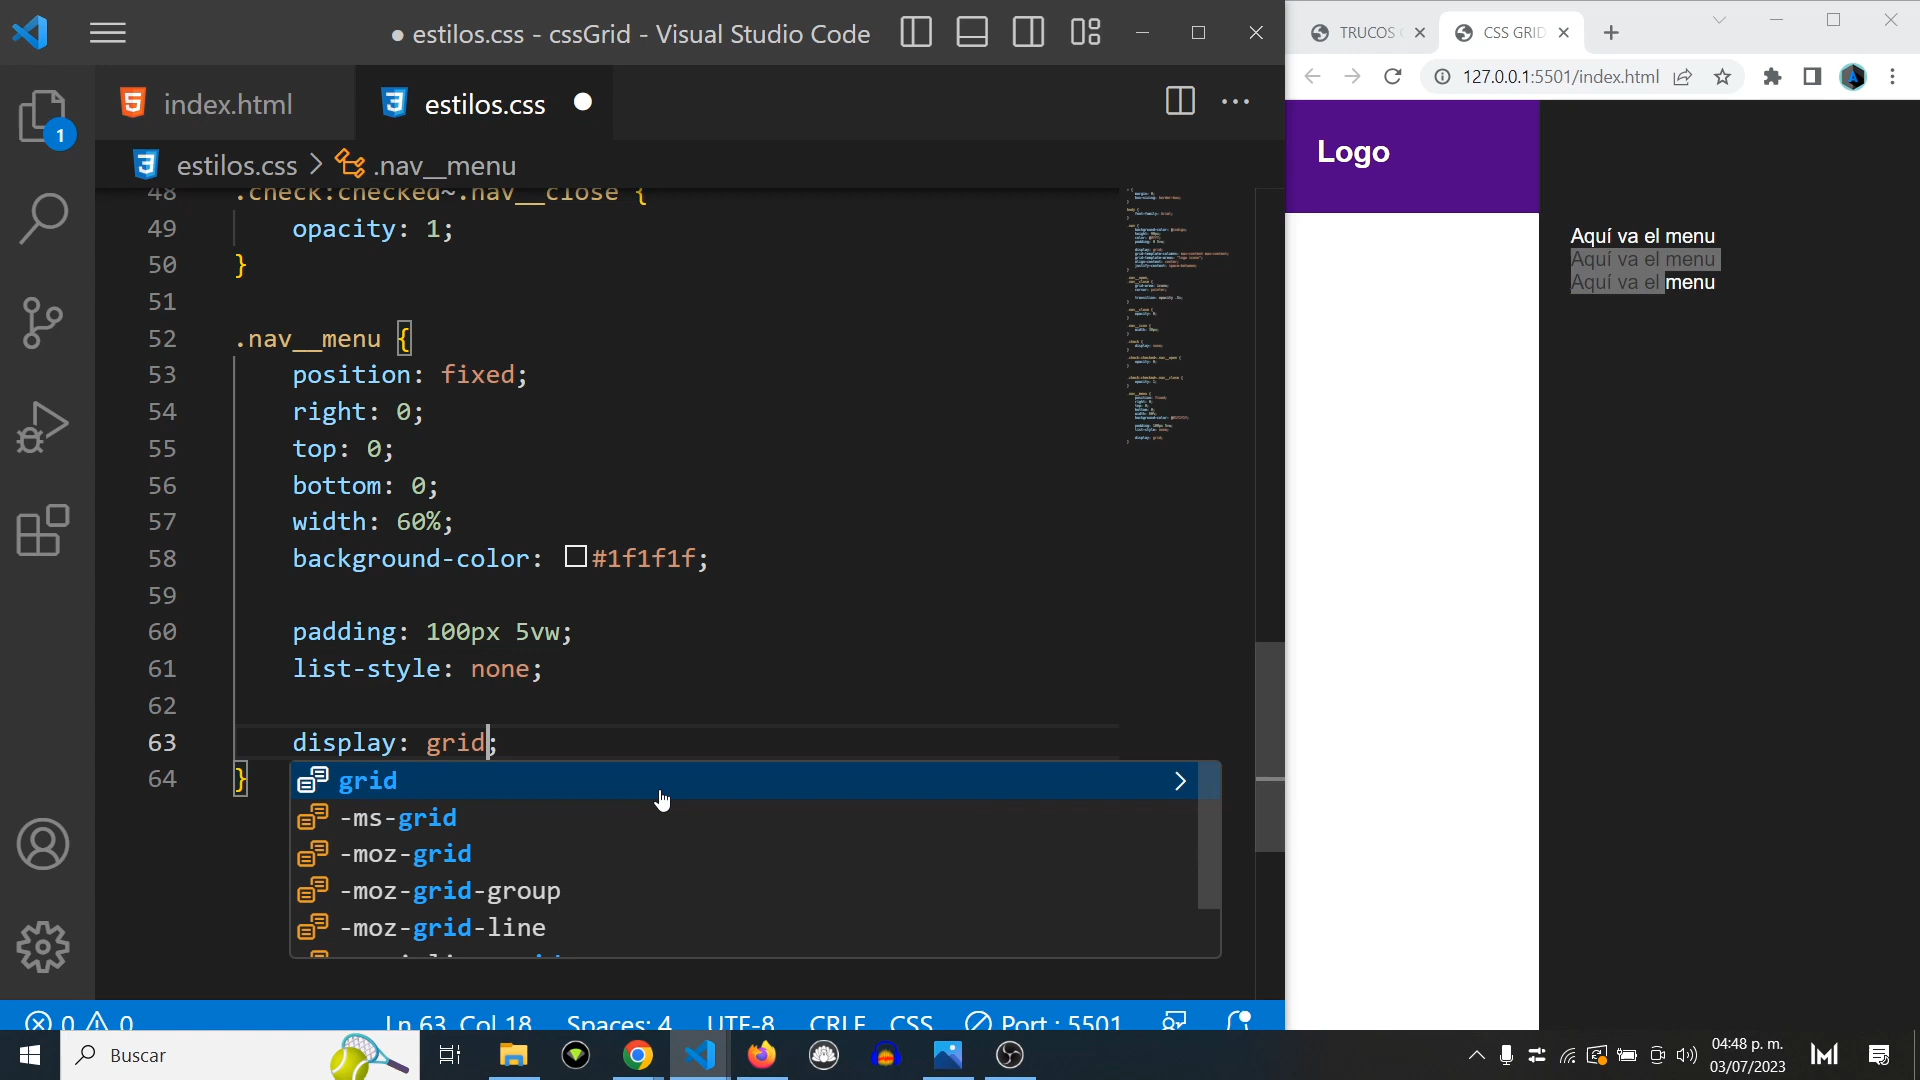 ● estilos.css - cssGrid - Visual Studio Code
index.html
estilos.css
estilos.css > .nav__menu
1
48 .check:checked~.nav__close {
49 opacity: 1;
50 }
51
52 .nav__menu {
53 position: fixed;
54 right: 0;
55 top: 0;
56 bottom: 0;
57 width: 60%;
58 background-color: #1f1f1f;
59
60 padding: 100px 5vw;
61 list-style: none;
62
63 display: grid;
64 }
grid
-ms-grid
-moz-grid
-moz-grid-group
-moz-grid-line
0 0 Ln 63, Col 18 Spaces: 4 UTF-8 CRLF CSS Port : 5501
TRUCOS
CSS GRID
127.0.0.1:5501/index.html
Logo
Aquí va el menu
Aquí va el menu
Aquí va el menu
Buscar
04:48 p. m.
03/07/2023